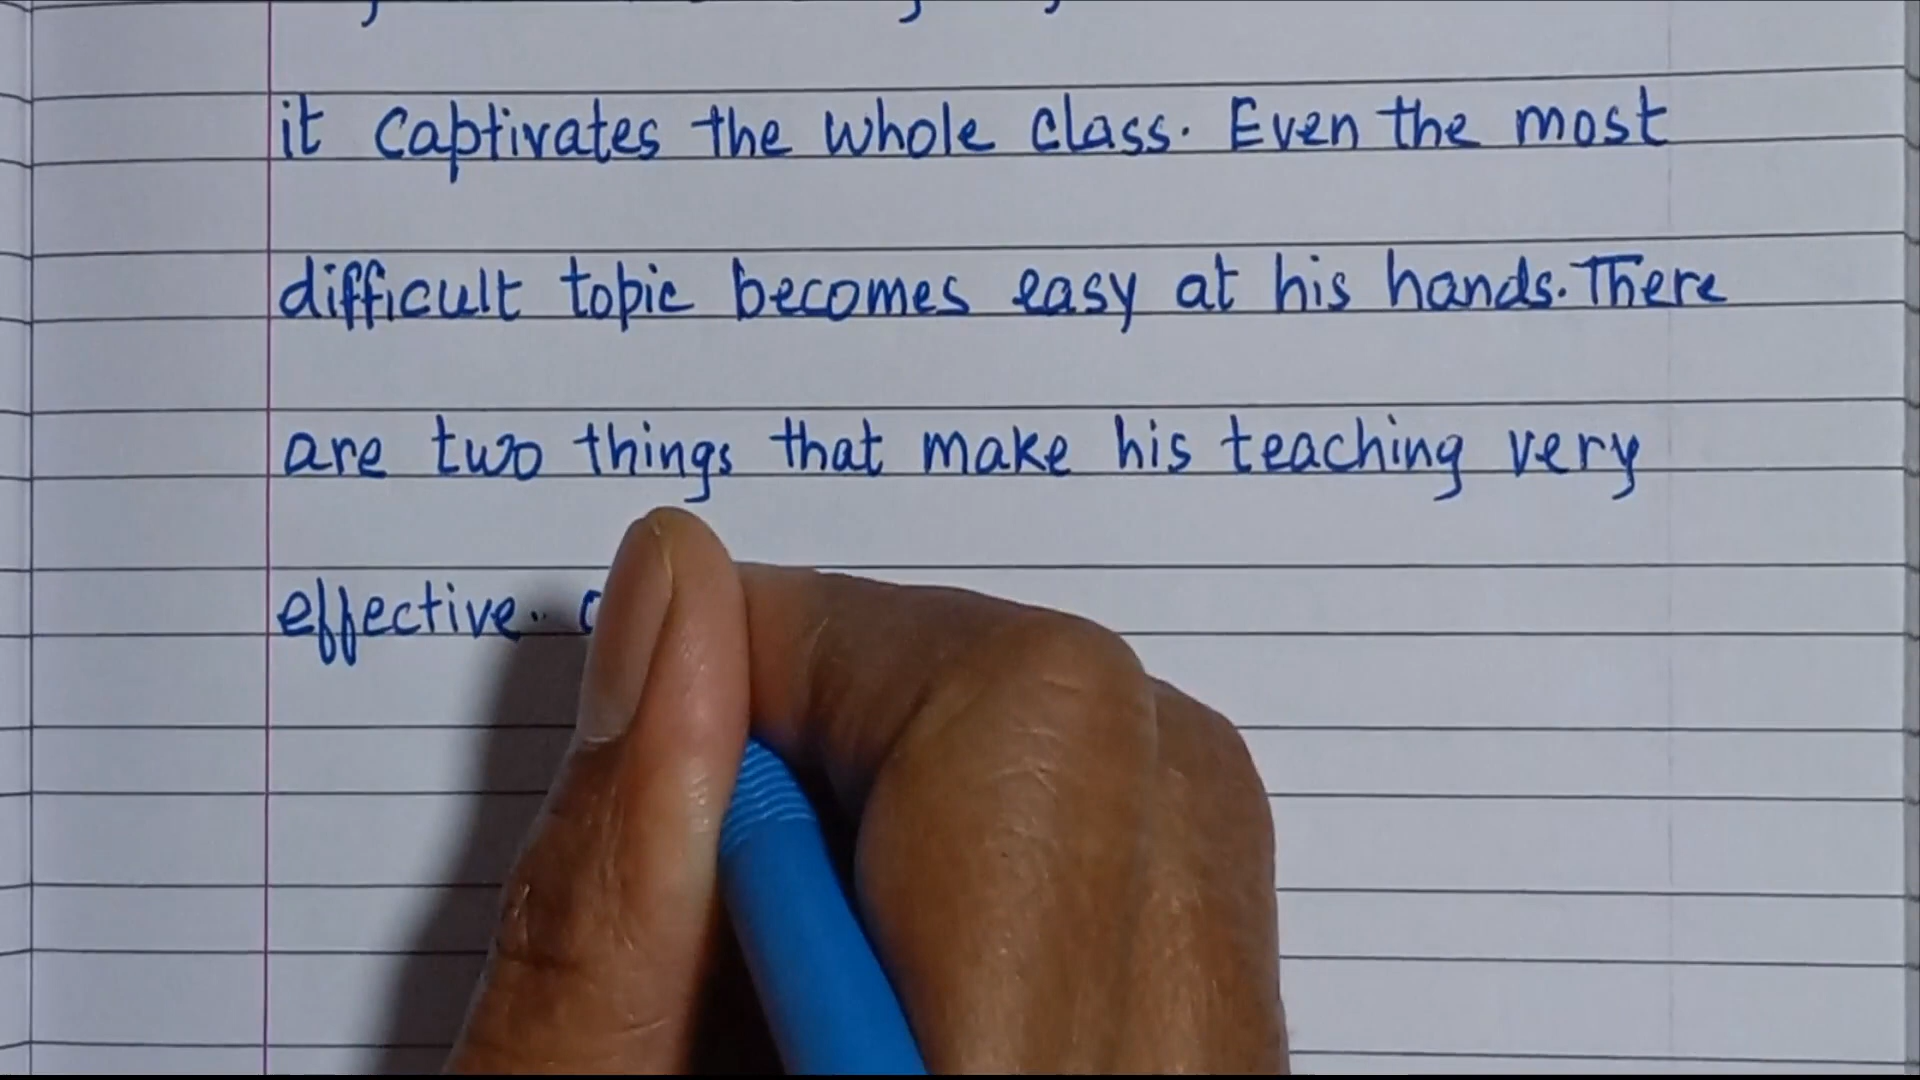 it captivates the whole class. Even the most
difficult topic becomes easy at his hands. There
are two things that make his teaching very
effective.